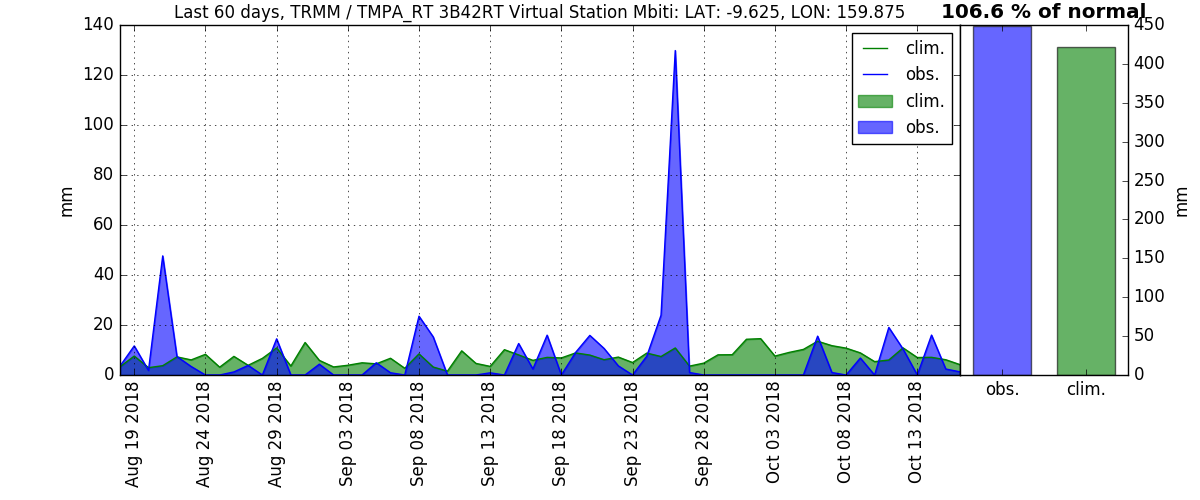 Last 60 days, TRMM / TMPA_RT 3B42RT Virtual Station Mbiti: LAT: -9.625, LON: 159.875
106.6 % of normal
140
120
100
80
60
40
20
0
mm
clim.
obs.
clim.
obs.
450
400
350
300
250
200
150
100
50
0
mm
obs.
clim.
Aug 19 2018
Aug 24 2018
Aug 29 2018
Sep 03 2018
Sep 08 2018
Sep 13 2018
Sep 18 2018
Sep 23 2018
Sep 28 2018
Oct 03 2018
Oct 08 2018
Oct 13 2018